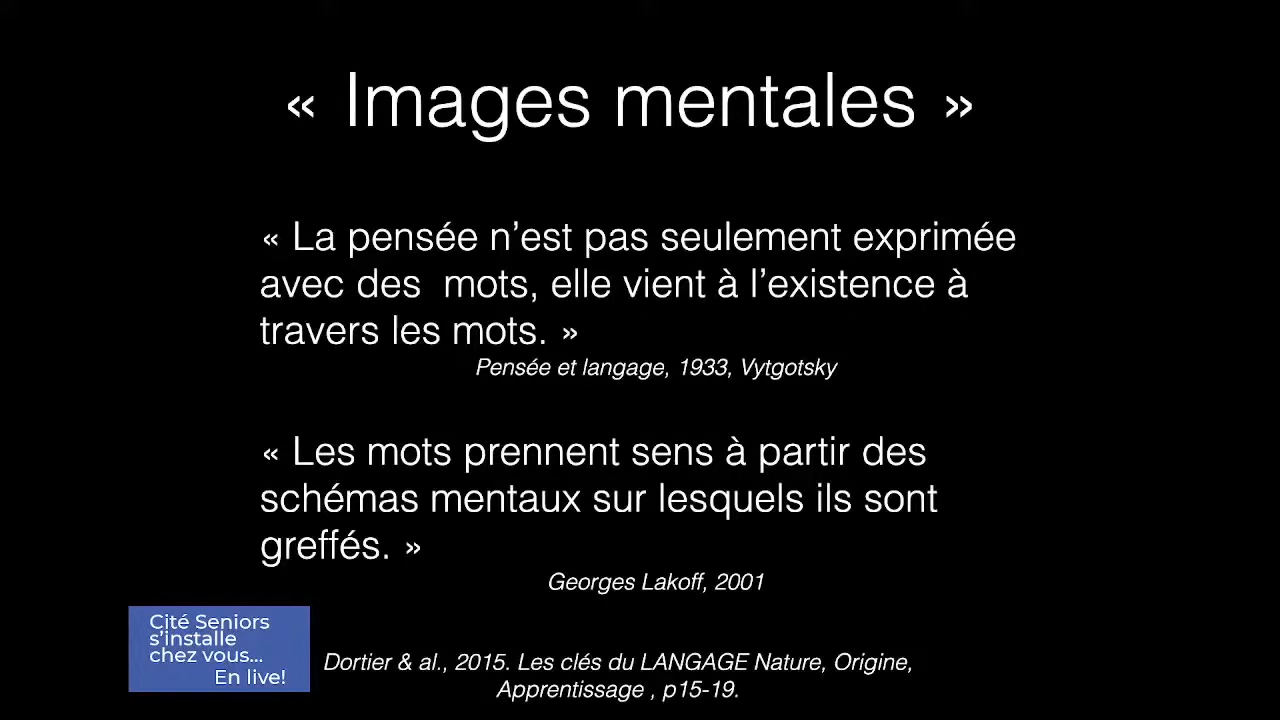 « Images mentales »
« La pensée n’est pas seulement exprimée
avec des  mots, elle vient à l’existence à
travers les mots. »
Pensée et langage, 1933, Vytgotsky
« Les mots prennent sens à partir des
schémas mentaux sur lesquels ils sont
greffés. »
Georges Lakoff, 2001
Cité Seniors
s’installe
chez vous...
En live!
Dortier & al., 2015. Les clés du LANGAGE Nature, Origine,
Apprentissage , p15-19.